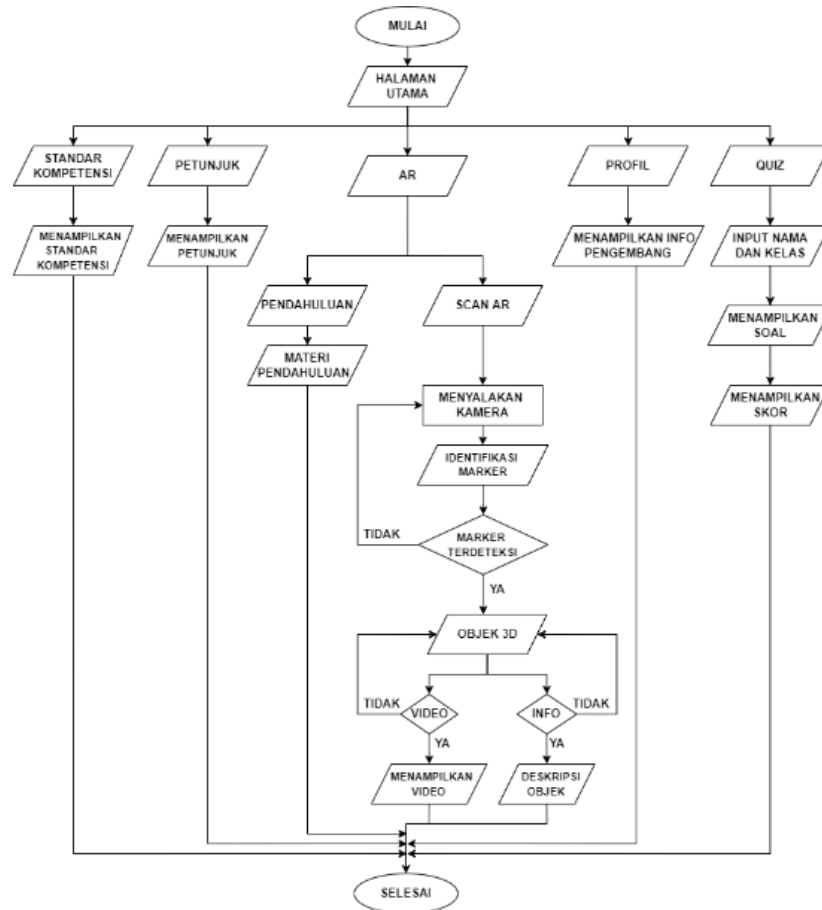 MULAI
HALAMAN
UTAMA
STANDAR
KOMPETENSI
PETUNJUK
AR
PROFIL
QUIZ
MENAMPILKAN
STANDAR
KOMPETENSI
MENAMPILKAN
PETUNJUK
MENAMPILKAN INFO
PENGEMBANG
INPUT NAMA
DAN KELAS
PENDAHULUAN
SCAN AR
MENAMPILKAN
SOAL
MATERI
PENDAHULUAN
MENYALAKAN
KAMERA
MENAMPILKAN
SKOR
IDENTIFIKASI
MARKER
TIDAK
MARKER
TERDETEKSI
YA
OBJEK 3D
TIDAK
VIDEO
INFO
TIDAK
YA
YA
MENAMPILKAN
VIDEO
DESKRIPSI
OBJEK
SELESAI